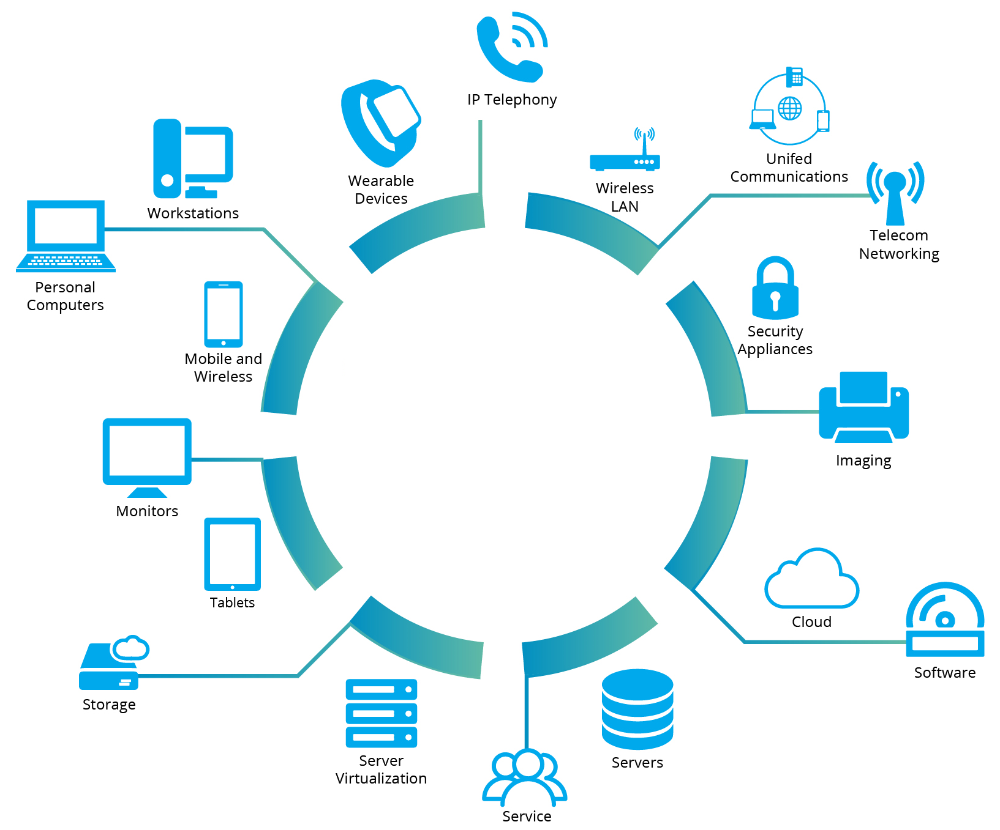 IP Telephony
Unifed
Communications
Wearable
Devices
Wireless
LAN
Workstations
Telecom
Networking
Personal
Computers
Security
Appliances
Mobile and
Wireless
Imaging
Monitors
Tablets
Cloud
Software
Storage
Server
Virtualization
Servers
Service